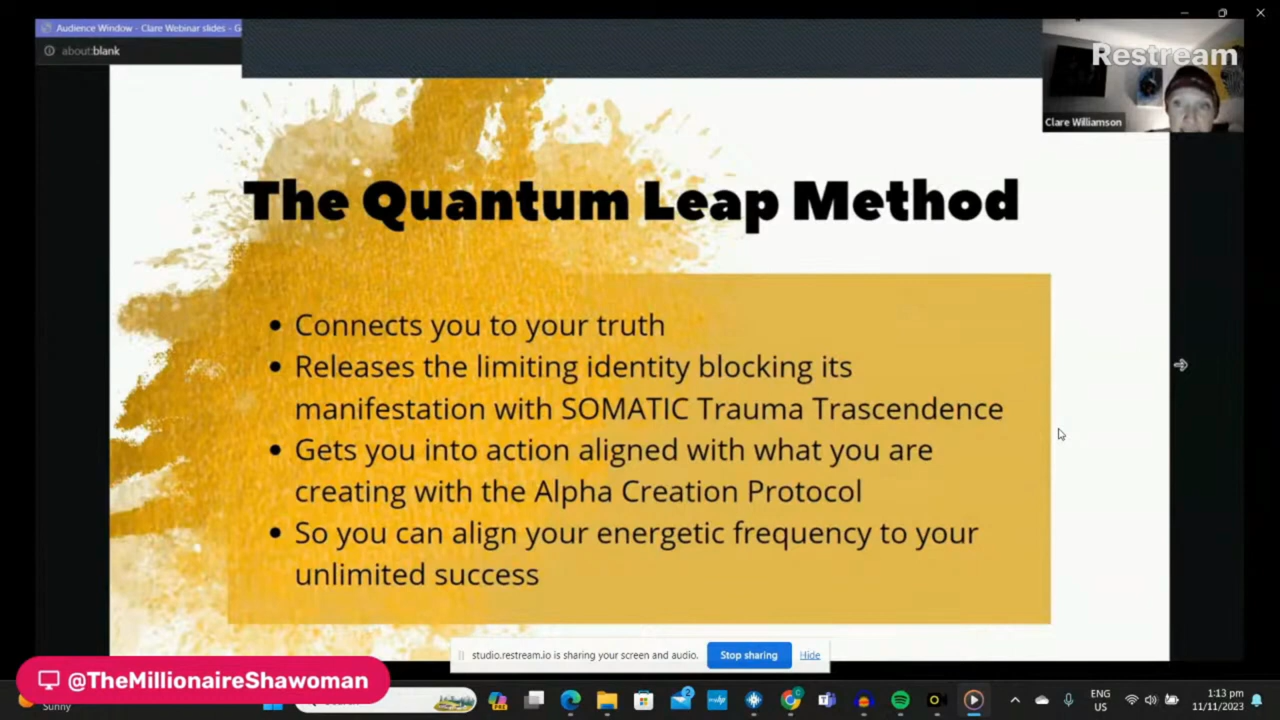 Audience Window - Clare Webinar slides - G
about:blank
Restream
Clare Williamson
The Quantum Leap Method
• Connects you to your truth
• Releases the limiting identity blocking its
manifestation with SOMATIC Trauma Trascendence
• Gets you into action aligned with what you are
creating with the Alpha Creation Protocol
• So you can align your energetic frequency to your
unlimited success
studio.restream.io is sharing your screen and audio.
Stop sharing
Hide
@TheMillionaireShawoman
Sunny
ENG
US
1:13 pm
11/11/2023